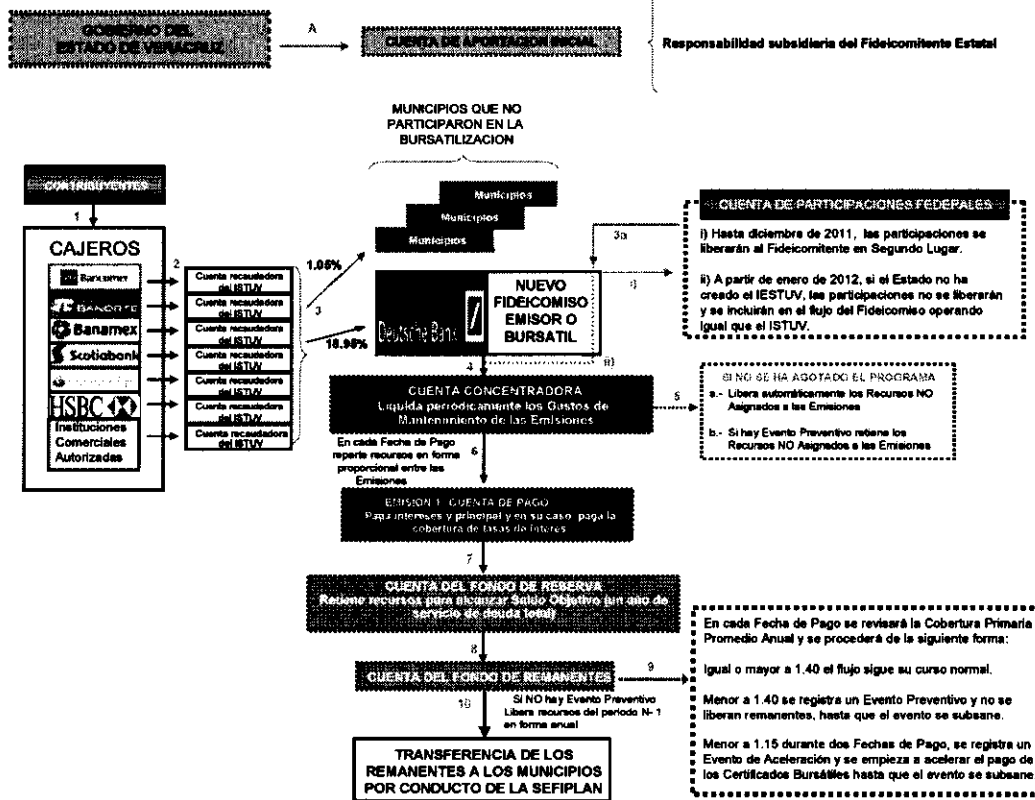 GOBIERNO DEL
ESTADO DE VERACRUZ
A
CUENTA DE APORTACION INICIAL
Responsabilidad subsidiaria del Fideicomitente Estatal
MUNICIPIOS QUE NO
PARTICIPARON EN LA
BURSATILIZACION
Municipios
Municipios
Municipios
CONTRIBUYENTES
1
CAJEROS
Bancomer
BANORTE
Banamex
Scotiabank
HSBC
Instituciones
Comerciales
Autorizadas
2
Cuenta recaudadora
del ISTUV
Cuenta recaudadora
del ISTUV
Cuenta recaudadora
del ISTUV
Cuenta recaudadora
del ISTUV
Cuenta recaudadora
del ISTUV
Cuenta recaudadora
del ISTUV
Cuenta recaudadora
del ISTUV
1.05%
3
18.95%
Deutsche Bank
NUEVO
FIDEICOMISO
EMISOR O
BURSATIL
3a
i)
ii)
CUENTA DE PARTICIPACIONES FEDERALES
i) Hasta diciembre de 2011, las participaciones se
liberarán al Fideicomitente en Segundo Lugar.
ii) A partir de enero de 2012, si el Estado no ha
creado el IESTUV, las participaciones no se liberarán
y se incluirán en el flujo del Fideicomiso operando
igual que el ISTUV.
4
CUENTA CONCENTRADORA
Liquida periódicamente los Gastos de
Mantenimiento de las Emisiones
5
SI NO SE HA AGOTADO EL PROGRAMA
a.- Libera automáticamente los Recursos NO
Asignados a las Emisiones
b.- Si hay Evento Preventivo retiene los
Recursos NO Asignados a las Emisiones
En cada Fecha de Pago
reparte recursos en forma
proporcional entre las
Emisiones
6
EMISION 1 CUENTA DE PAGO
Paga intereses y principal y en su caso paga la
cobertura de tasas de interes
7
CUENTA DEL FONDO DE RESERVA
Retiene recursos para alcanzar Saldo Objetivo (un año de
servicio de deuda total)
8
CUENTA DEL FONDO DE REMANENTES
9
En cada Fecha de Pago se revisará la Cobertura Primaria
Promedio Anual y se procederá de la siguiente forma:
Igual o mayor a 1.40 el flujo sigue su curso normal.
Menor a 1.40 se registra un Evento Preventivo y no se
liberan remanentes, hasta que el evento se subsane.
Menor a 1.15 durante dos Fechas de Pago, se registra un
Evento de Aceleración y se empieza a acelerar el pago de
los Certificados Bursátiles hasta que el evento se subsane
10
Si NO hay Evento Preventivo
Libera recursos del periodo N-1
en forma anual
TRANSFERENCIA DE LOS
REMANENTES A LOS MUNICIPIOS
POR CONDUCTO DE LA SEFIPLAN